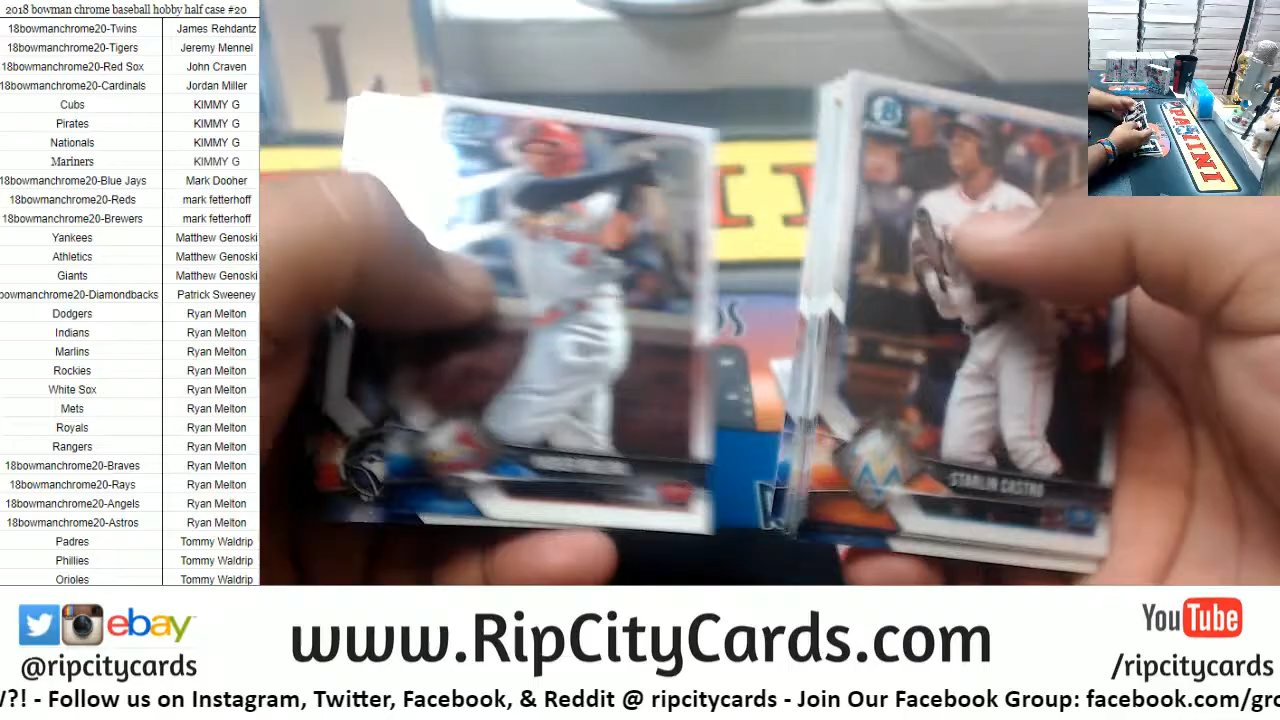 2018 bowman chrome baseball hobby half case #20
18bowmanchrome20-Twins James Rehdantz
18bowmanchrome20-Tigers Jeremy Mennel
18bowmanchrome20-Red Sox John Craven
18bowmanchrome20-Cardinals Jordan Miller
Cubs KIMMY G
Pirates KIMMY G
Nationals KIMMY G
Mariners KIMMY G
18bowmanchrome20-Blue Jays Mark Dooher
18bowmanchrome20-Reds mark fetterhoff
18bowmanchrome20-Brewers mark fetterhoff
Yankees Matthew Genoski
Athletics Matthew Genoski
Giants Matthew Genoski
bowmanchrome20-Diamondbacks Patrick Sweeney
Dodgers Ryan Melton
Indians Ryan Melton
Marlins Ryan Melton
Rockies Ryan Melton
White Sox Ryan Melton
Mets Ryan Melton
Royals Ryan Melton
Rangers Ryan Melton
18bowmanchrome20-Braves Ryan Melton
18bowmanchrome20-Rays Ryan Melton
18bowmanchrome20-Angels Ryan Melton
18bowmanchrome20-Astros Ryan Melton
Padres Tommy Waldrip
Phillies Tommy Waldrip
Orioles Tommy Waldrip
STARLIN CASTRO
PANINI
ebay
@ripcitycards
www.RipCityCards.com
YouTube
/ripcitycards
?! - Follow us on Instagram, Twitter, Facebook, & Reddit @ ripcitycards - Join Our Facebook Group: facebook.com/gro